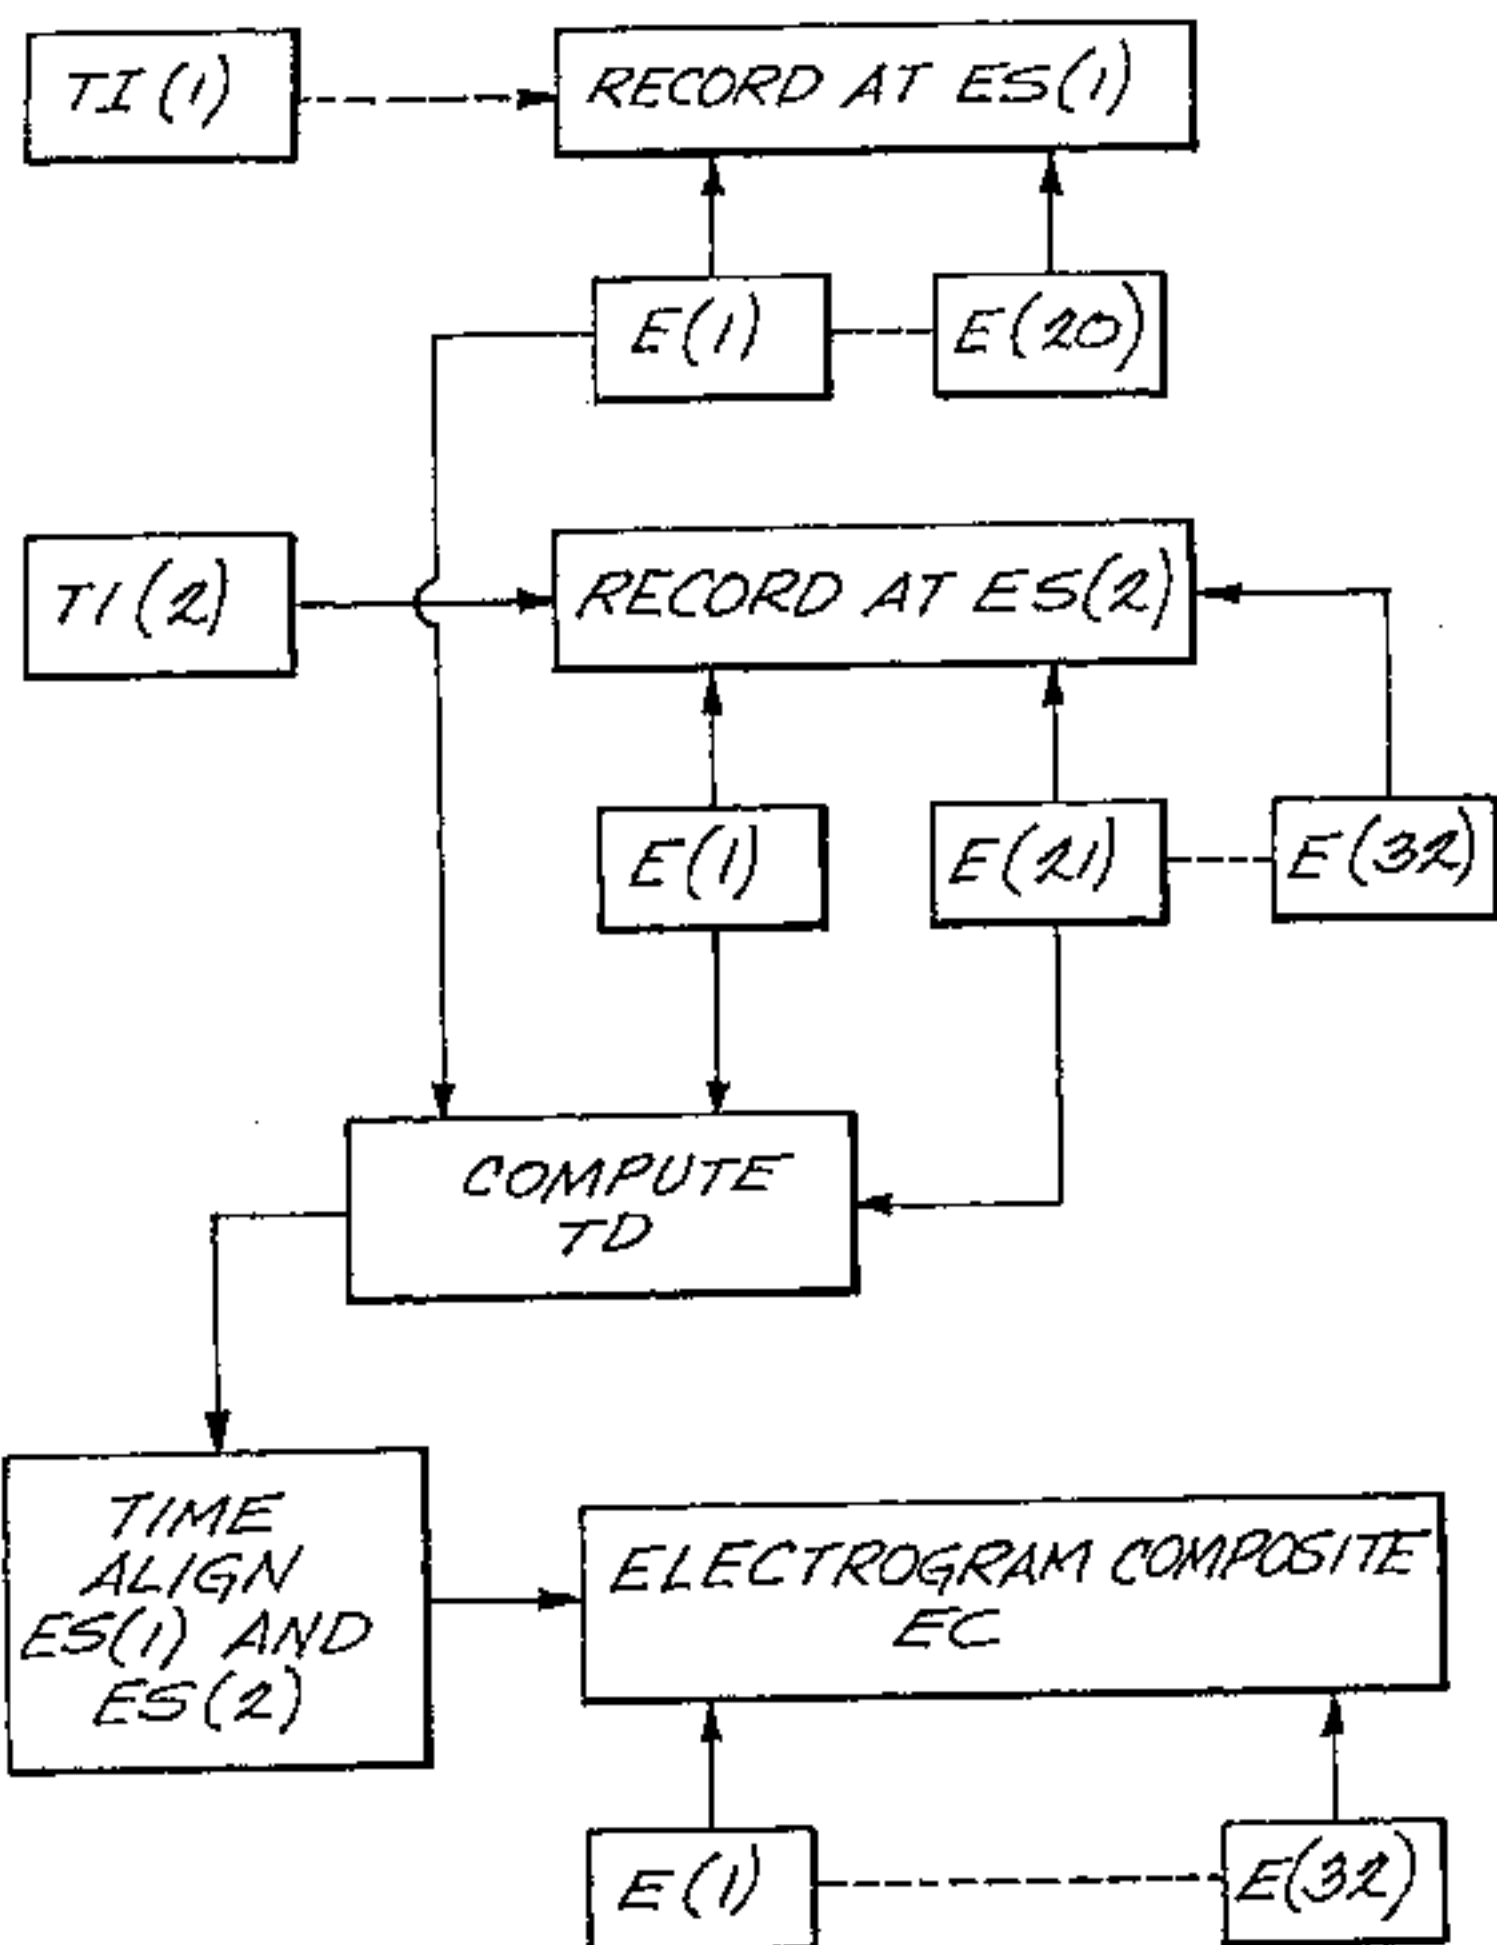 TI(1)
RECORD AT ES(1)
E(1)
E(20)
TI(2)
RECORD AT ES(2)
E(1)
E(21)
E(32)
COMPUTE
TD
TIME
ALIGN
ES(1) AND
ES(2)
ELECTROGRAM COMPOSITE
EC
E(1)
E(32)